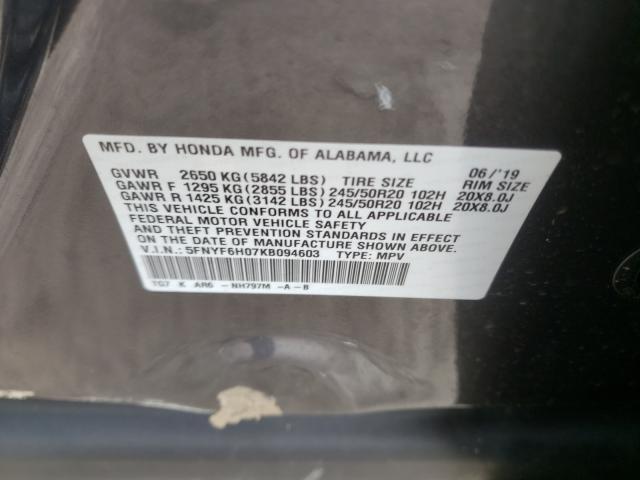 MFD. BY HONDA MFG. OF ALABAMA, LLC 06/'19
GVWR 2650 KG (5842 LBS) TIRE SIZE RIM SIZE
GAWR F 1295 KG (2855 LBS) 245/50R20 102H 20X8.0J
GAWR R 1425 KG (3142 LBS) 245/50R20 102H 20X8.0J
THIS VEHICLE CONFORMS TO ALL APPLICABLE
FEDERAL MOTOR VEHICLE SAFETY
AND THEFT PREVENTION STANDARDS IN EFFECT
ON THE DATE OF MANUFACTURE SHOWN ABOVE.
V.I.N.: 5FNYF6H07KB094603 TYPE: MPV
TG7 K AR6 -NH797M -A -B